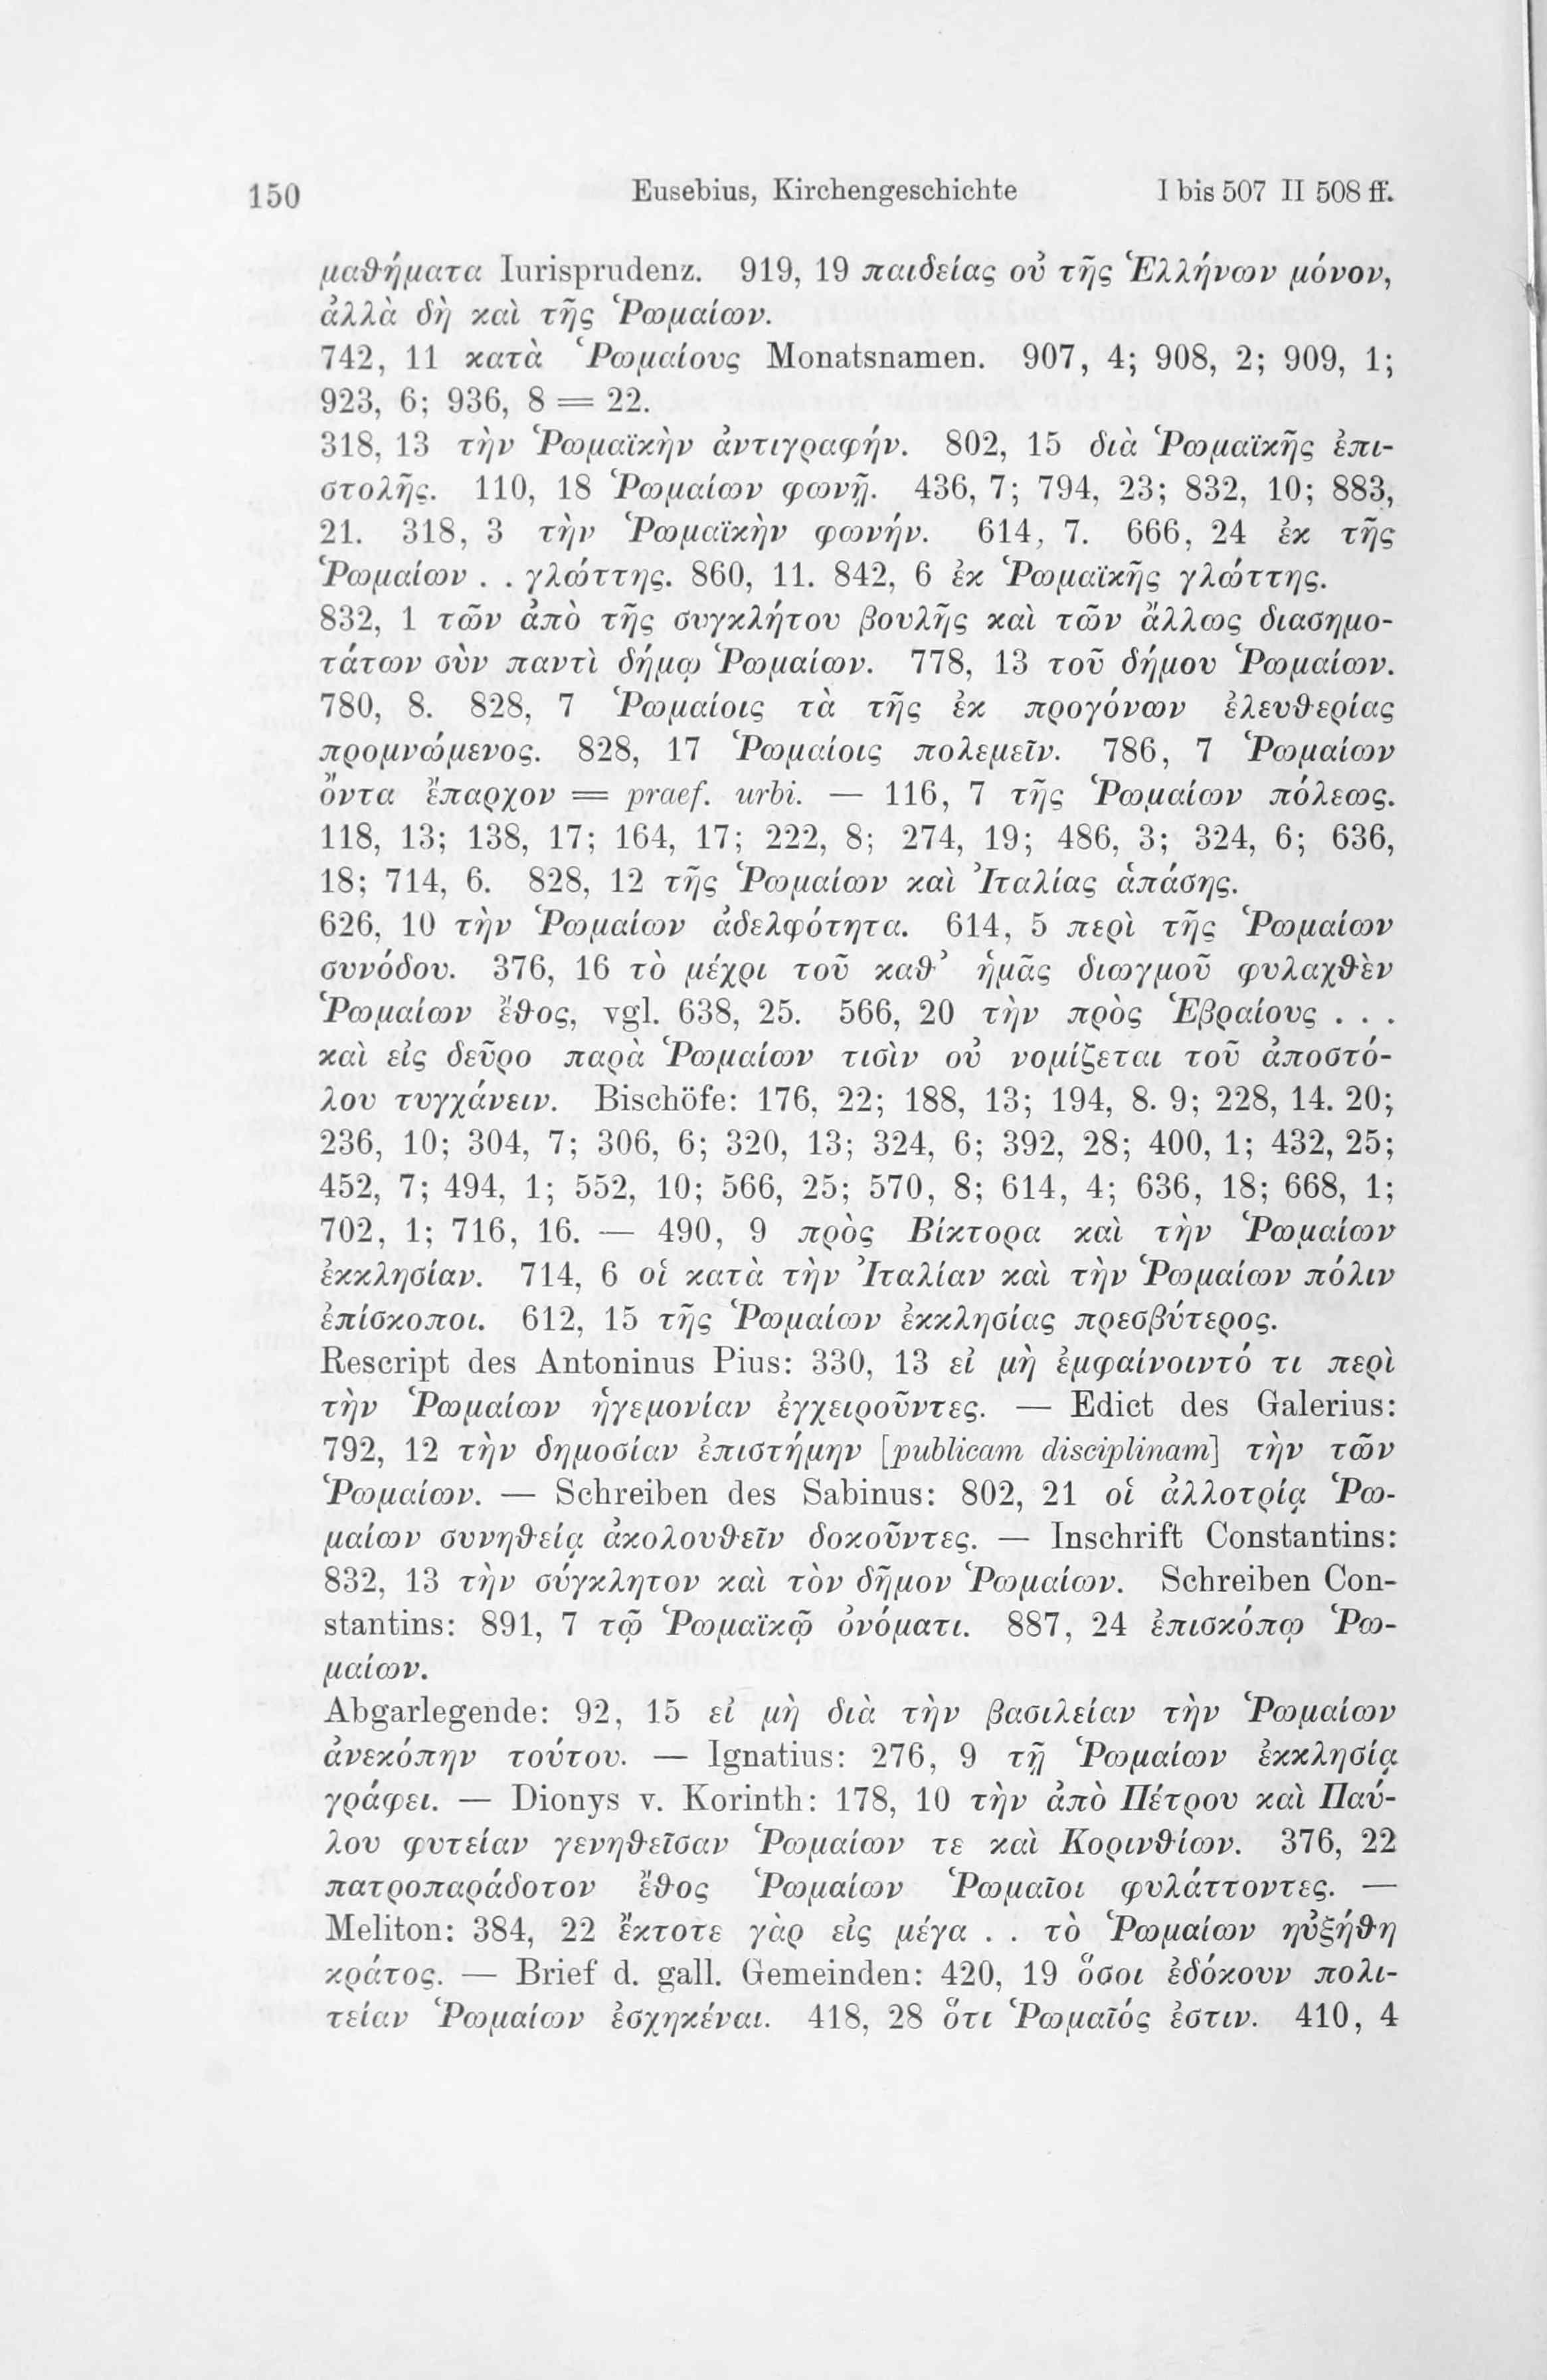 150 Eusebius, Kirchengeschichte I bis 507 II 508 ff.
μαθήματα Iurisprudenz. 919, 19 παιδείας οὐ τῆς Ἑλλήνων μόνον,
ἀλλὰ δὴ καὶ τῆς Ῥωμαίων.
742, 11 κατὰ Ῥωμαίους Monatsnamen. 907, 4; 908, 2; 909, 1;
923, 6; 936, 8 = 22.
318, 13 τὴν Ῥωμαϊκὴν ἀντιγραφήν. 802, 15 διὰ Ῥωμαϊκῆς ἐπι-
στολῆς. 110, 18 Ῥωμαίων φωνῇ. 436, 7; 794, 23; 832, 10; 883,
21. 318, 3 τὴν Ῥωμαϊκὴν φωνήν. 614, 7. 666, 24 ἐκ τῆς
Ῥωμαίων . . γλώττης. 860, 11. 842, 6 ἐκ Ῥωμαϊκῆς γλώττης.
832, 1 τῶν ἀπὸ τῆς συγκλήτου βουλῆς καὶ τῶν ἄλλως διασημο-
τάτων σὺν παντὶ δήμῳ Ῥωμαίων. 778, 13 τοῦ δήμου Ῥωμαίων.
780, 8. 828, 7 Ῥωμαίοις τὰ τῆς ἐκ προγόνων ἐλευθερίας
προμνώμενος. 828, 17 Ῥωμαίοις πολεμεῖν. 786, 7 Ῥωμαίων
ὄντα ἔπαρχον = praef. urbi. — 116, 7 τῆς Ῥωμαίων πόλεως.
118, 13; 138, 17; 164, 17; 222, 8; 274, 19; 486, 3; 324, 6; 636,
18; 714, 6. 828, 12 τῆς Ῥωμαίων καὶ Ἰταλίας ἁπάσης.
626, 10 τὴν Ῥωμαίων ἀδελφότητα. 614, 5 περὶ τῆς Ῥωμαίων
συνόδου. 376, 16 τὸ μέχρι τοῦ καθ’ ἡμᾶς διωγμοῦ φυλαχθὲν
Ῥωμαίων ἔθος, vgl. 638, 25. 566, 20 τὴν πρὸς Ἑβραίους . . .
καὶ εἰς δεῦρο παρὰ Ῥωμαίων τισὶν οὐ νομίζεται τοῦ ἀποστό-
λου τυγχάνειν. Bischöfe: 176, 22; 188, 13; 194, 8. 9; 228, 14. 20;
236, 10; 304, 7; 306, 6; 320, 13; 324, 6; 392, 28; 400, 1; 432, 25;
452, 7; 494, 1; 552, 10; 566, 25; 570, 8; 614, 4; 636, 18; 668, 1;
702, 1; 716, 16. — 490, 9 πρὸς Βίκτορα καὶ τὴν Ῥωμαίων
ἐκκλησίαν. 714, 6 οἱ κατὰ τὴν Ἰταλίαν καὶ τὴν Ῥωμαίων πόλιν
ἐπίσκοποι. 612, 15 τῆς Ῥωμαίων ἐκκλησίας πρεσβύτερος.
Rescript des Antoninus Pius: 330, 13 εἰ μὴ ἐμφαίνοιντό τι περὶ
τὴν Ῥωμαίων ἡγεμονίαν ἐγχειροῦντες. — Edict des Galerius:
792, 12 τὴν δημοσίαν ἐπιστήμην [publicam disciplinam] τὴν τῶν
Ῥωμαίων. — Schreiben des Sabinus: 802, 21 οἱ ἀλλοτρίᾳ Ῥω-
μαίων συνηθείᾳ ἀκολουθεῖν δοκοῦντες. — Inschrift Constantins:
832, 13 τὴν σύγκλητον καὶ τὸν δῆμον Ῥωμαίων. Schreiben Con-
stantins: 891, 7 τῷ Ῥωμαϊκῷ ὀνόματι. 887, 24 ἐπισκόπῳ Ῥω-
μαίων.
Abgarlegende: 92, 15 εἰ μὴ διὰ τὴν βασιλείαν τὴν Ῥωμαίων
ἀνεκόπην τούτου. — Ignatius: 276, 9 τῇ Ῥωμαίων ἐκκλησίᾳ
γράφει. — Dionys v. Korinth: 178, 10 τὴν ἀπὸ Πέτρου καὶ Παύ-
λου φυτείαν γενηθεῖσαν Ῥωμαίων τε καὶ Κορινθίων. 376, 22
πατροπαράδοτον ἔθος Ῥωμαίων Ῥωμαῖοι φυλάττοντες. —
Meliton: 384, 22 ἔκτοτε γὰρ εἰς μέγα . . τὸ Ῥωμαίων ηὐξήθη
κράτος. — Brief d. gall. Gemeinden: 420, 19 ὅσοι ἐδόκουν πολι-
τείαν Ῥωμαίων ἐσχηκέναι. 418, 28 ὅτι Ῥωμαῖός ἐστιν. 410, 4